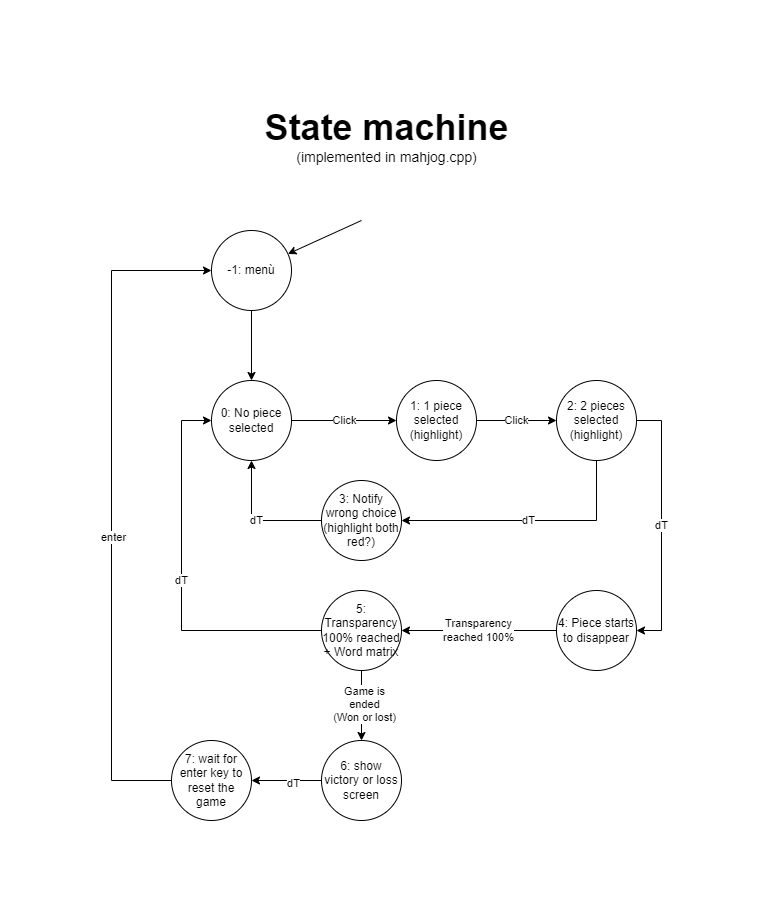 State machine
(implemented in mahjog.cpp)
-1: menù
0: No piece
selected
Click
1: 1 piece
selected
(highlight)
Click
2: 2 pieces
selected
(highlight)
3: Notify
wrong choice
(highlight both
red?)
dT
dT
dT
enter
dT
5:
Transparency
100% reached
+ Word matrix
Transparency
reached 100%
4: Piece starts
to disappear
Game is
ended
(Won or lost)
7: wait for
enter key to
reset the
game
dT
6: show
victory or loss
screen